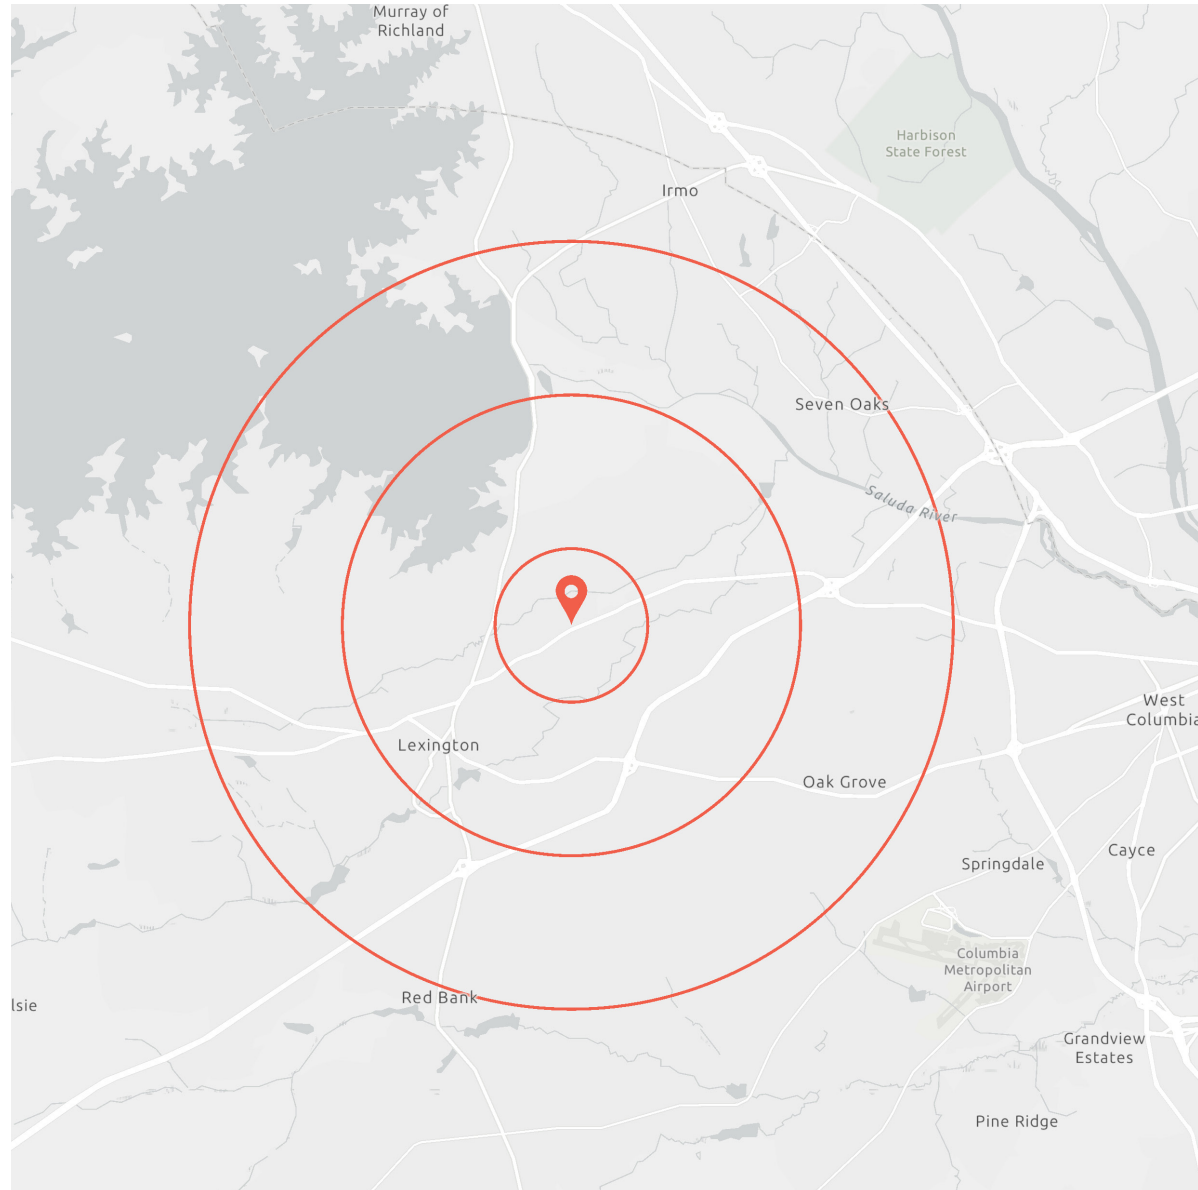 Murray of
Richland
Harbison
State Forest
Irmo
Seven Oaks
Saluda River
West
Columbia
Lexington
Oak Grove
Springdale
Cayce
Columbia
Metropolitan
Airport
Red Bank
lsie
Grandview
Estates
Pine Ridge